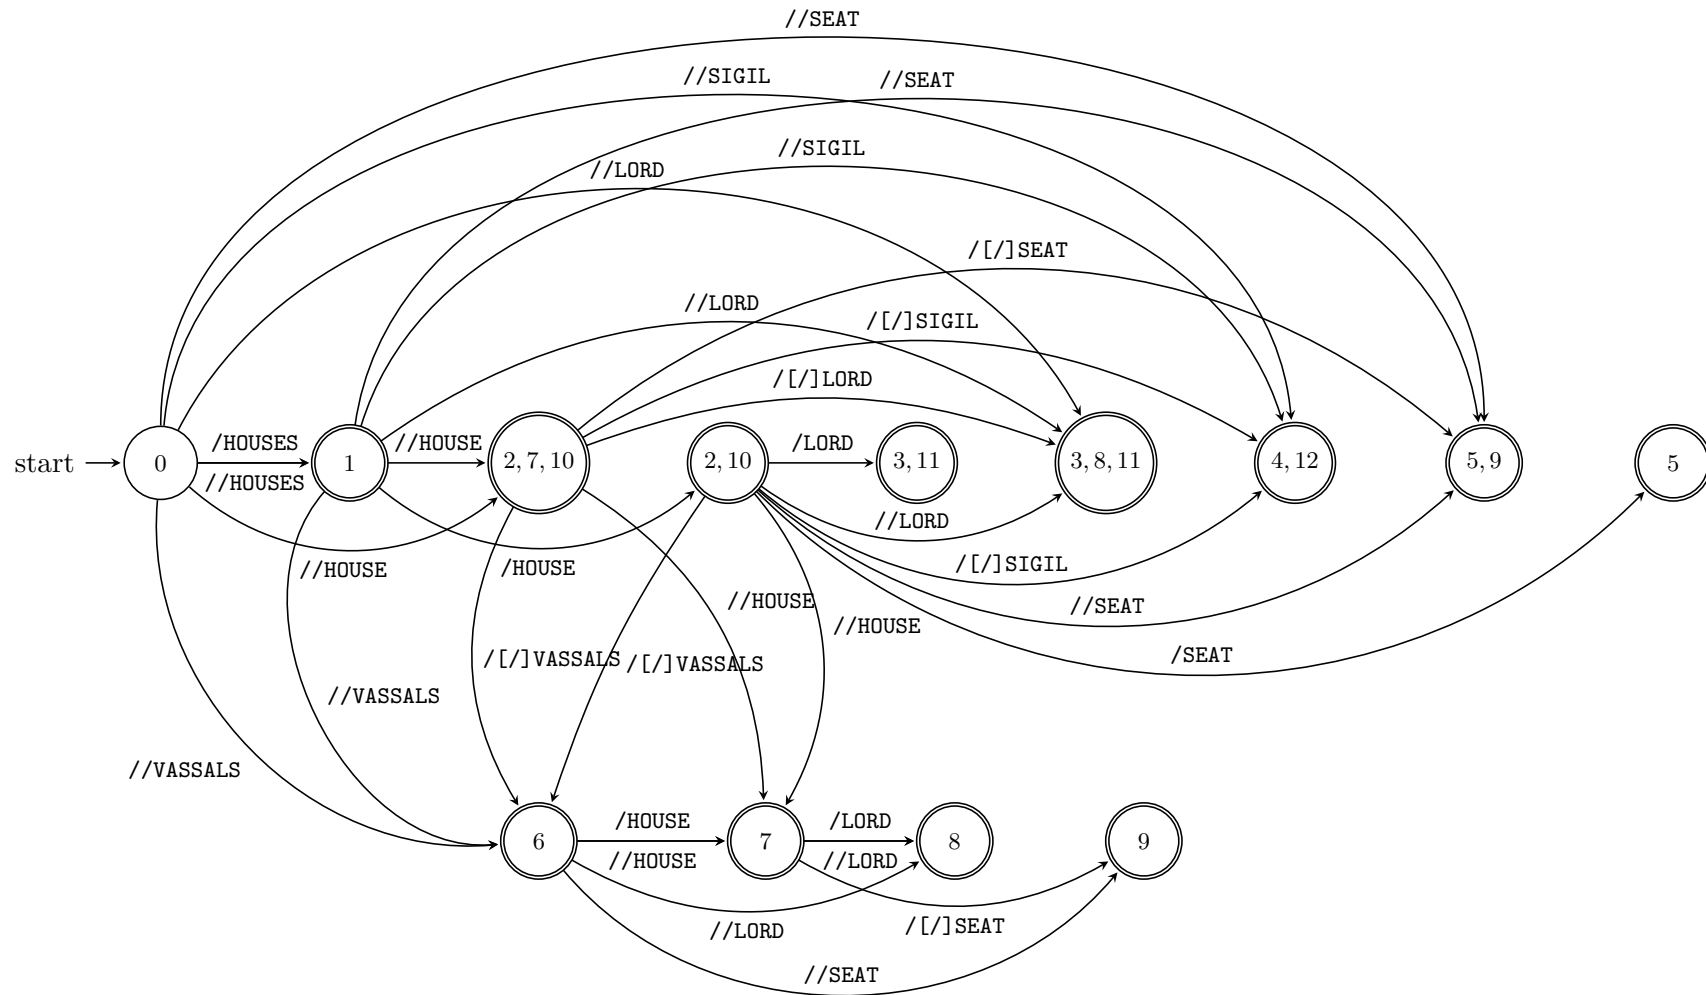 //SEAT
//SIGIL
//SEAT
//SIGIL
//LORD
/[/]SEAT
//LORD
/[/]SIGIL
/[/]LORD
start
0
/HOUSES
//HOUSES
1
//HOUSE
2, 7, 10
2, 10
/LORD
3, 11
3, 8, 11
4, 12
5, 9
5
//LORD
//HOUSE
/HOUSE
/[/]SIGIL
//HOUSE
//SEAT
//HOUSE
/[/]VASSALS
/[/]VASSALS
/SEAT
//VASSALS
//VASSALS
/HOUSE
/LORD
6
7
8
9
//HOUSE
//LORD
//LORD
/[/]SEAT
//SEAT